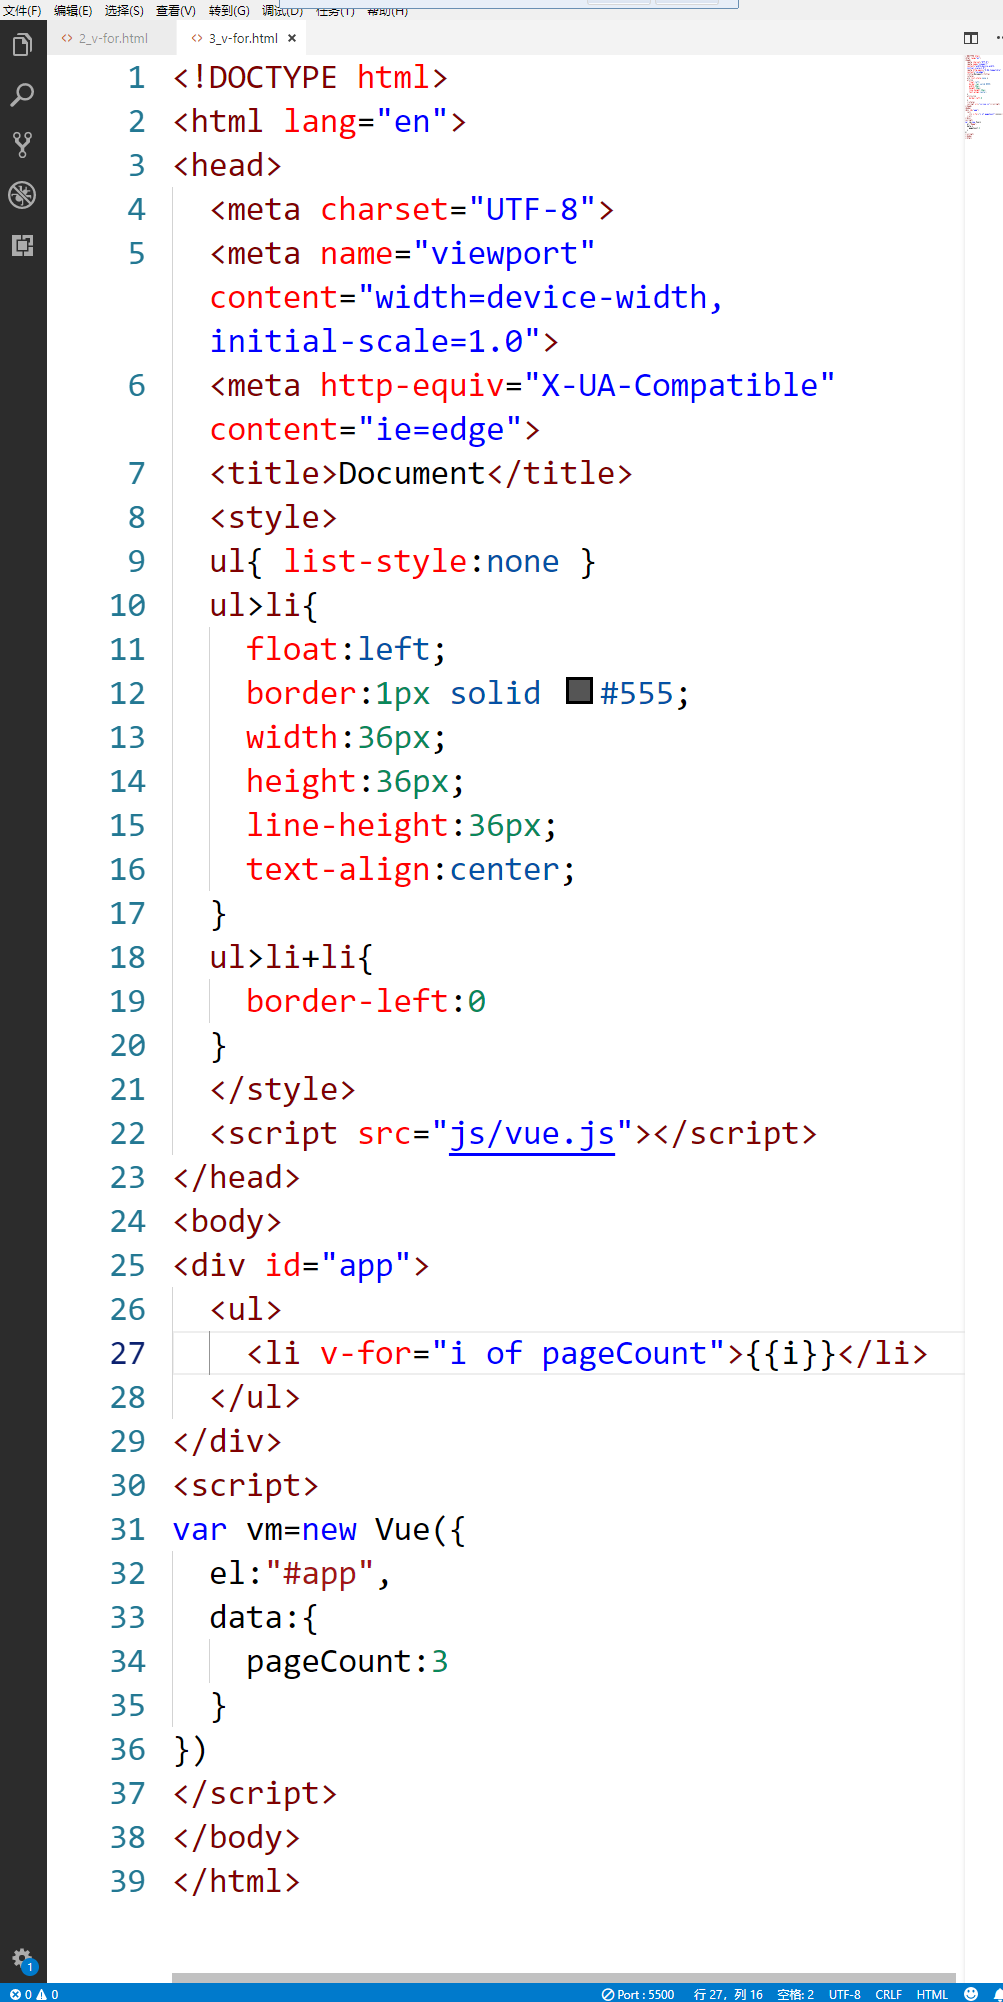 文件(F) 编辑(E) 选择(S) 查看(V) 转到(G) 调试(D) 任务(T) 帮助(H)
2_v-for.html 3_v-for.html
1 <!DOCTYPE html>
2 <html lang="en">
3 <head>
4 <meta charset="UTF-8">
5 <meta name="viewport"
content="width=device-width,
initial-scale=1.0">
6 <meta http-equiv="X-UA-Compatible"
content="ie=edge">
7 <title>Document</title>
8 <style>
9 ul{ list-style:none }
10 ul>li{
11 float:left;
12 border:1px solid #555;
13 width:36px;
14 height:36px;
15 line-height:36px;
16 text-align:center;
17 }
18 ul>li+li{
19 border-left:0
20 }
21 </style>
22 <script src="js/vue.js"></script>
23 </head>
24 <body>
25 <div id="app">
26 <ul>
27 <li v-for="i of pageCount">{{i}}</li>
28 </ul>
29 </div>
30 <script>
31 var vm=new Vue({
32 el:"#app",
33 data:{
34 pageCount:3
35 }
36 })
37 </script>
38 </body>
39 </html>
1
0 0 Port : 5500 行 27，列 16 空格: 2 UTF-8 CRLF HTML